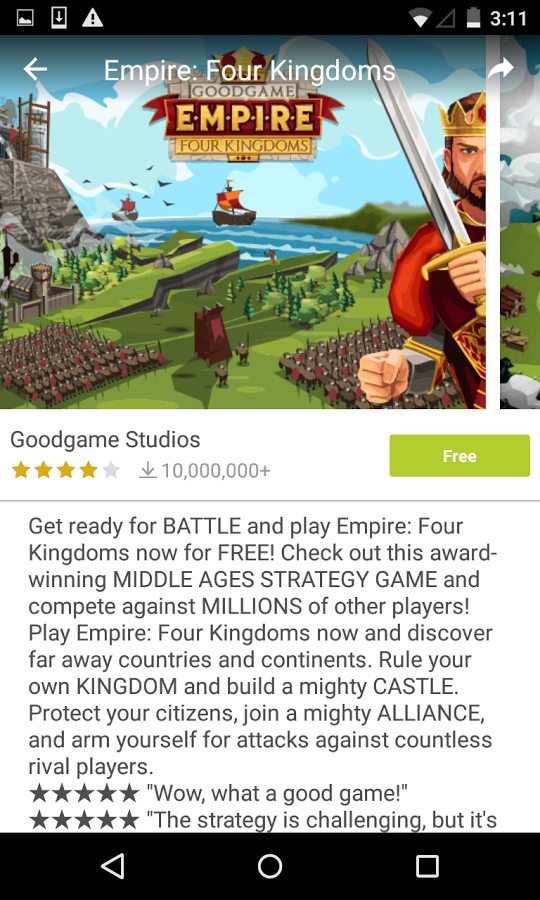 3:11
Empire: Four Kingdoms
GOODGAME
EMPIRE
FOUR KINGDOMS
Goodgame Studios
10,000,000+
Free
Get ready for BATTLE and play Empire: Four
Kingdoms now for FREE! Check out this award-
winning MIDDLE AGES STRATEGY GAME and
compete against MILLIONS of other players!
Play Empire: Four Kingdoms now and discover
far away countries and continents. Rule your
own KINGDOM and build a mighty CASTLE.
Protect your citizens, join a mighty ALLIANCE,
and arm yourself for attacks against countless
rival players.
★★★★★ "Wow, what a good game!"
★★★★★ "The strategy is challenging, but it's